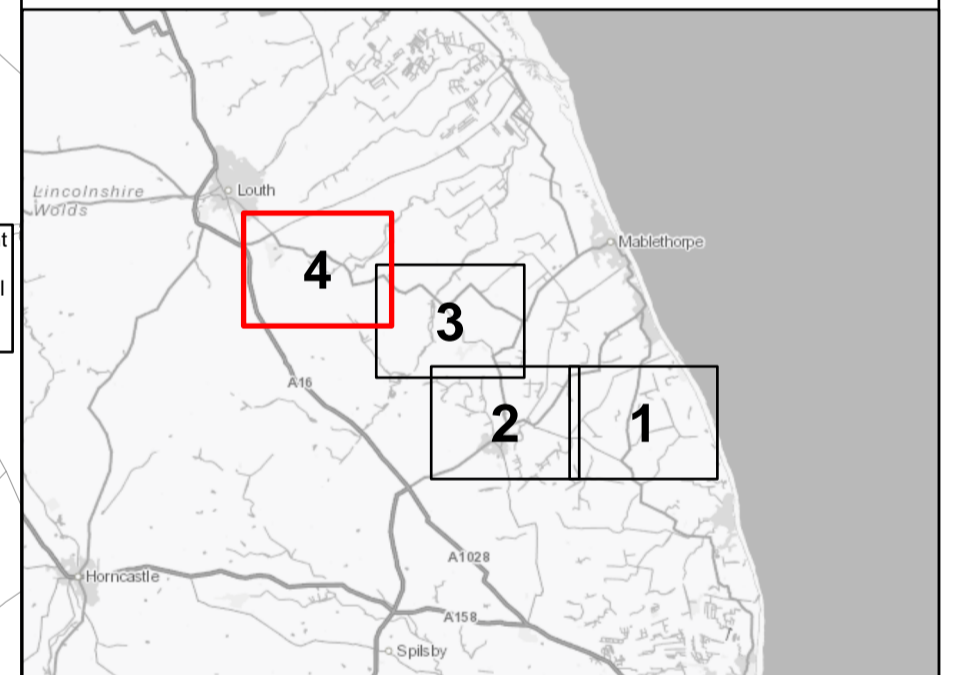 Louth
Lincolnshire
Wolds
t
Mablethorpe
4
l
3
A16
2
1
A1028
Horncastle
A158
Spilsby